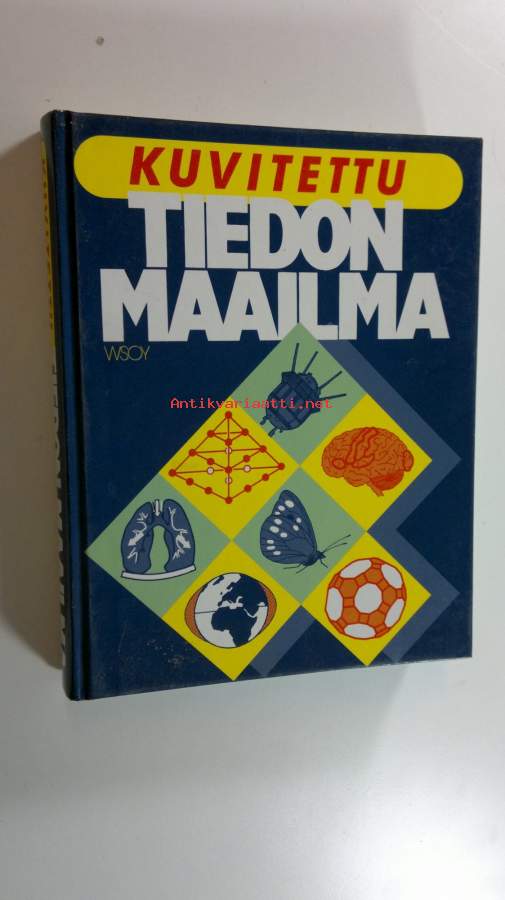 KUVITETTU
TIEDON
MAAILMA
WSOY
Antikvariaatti.net